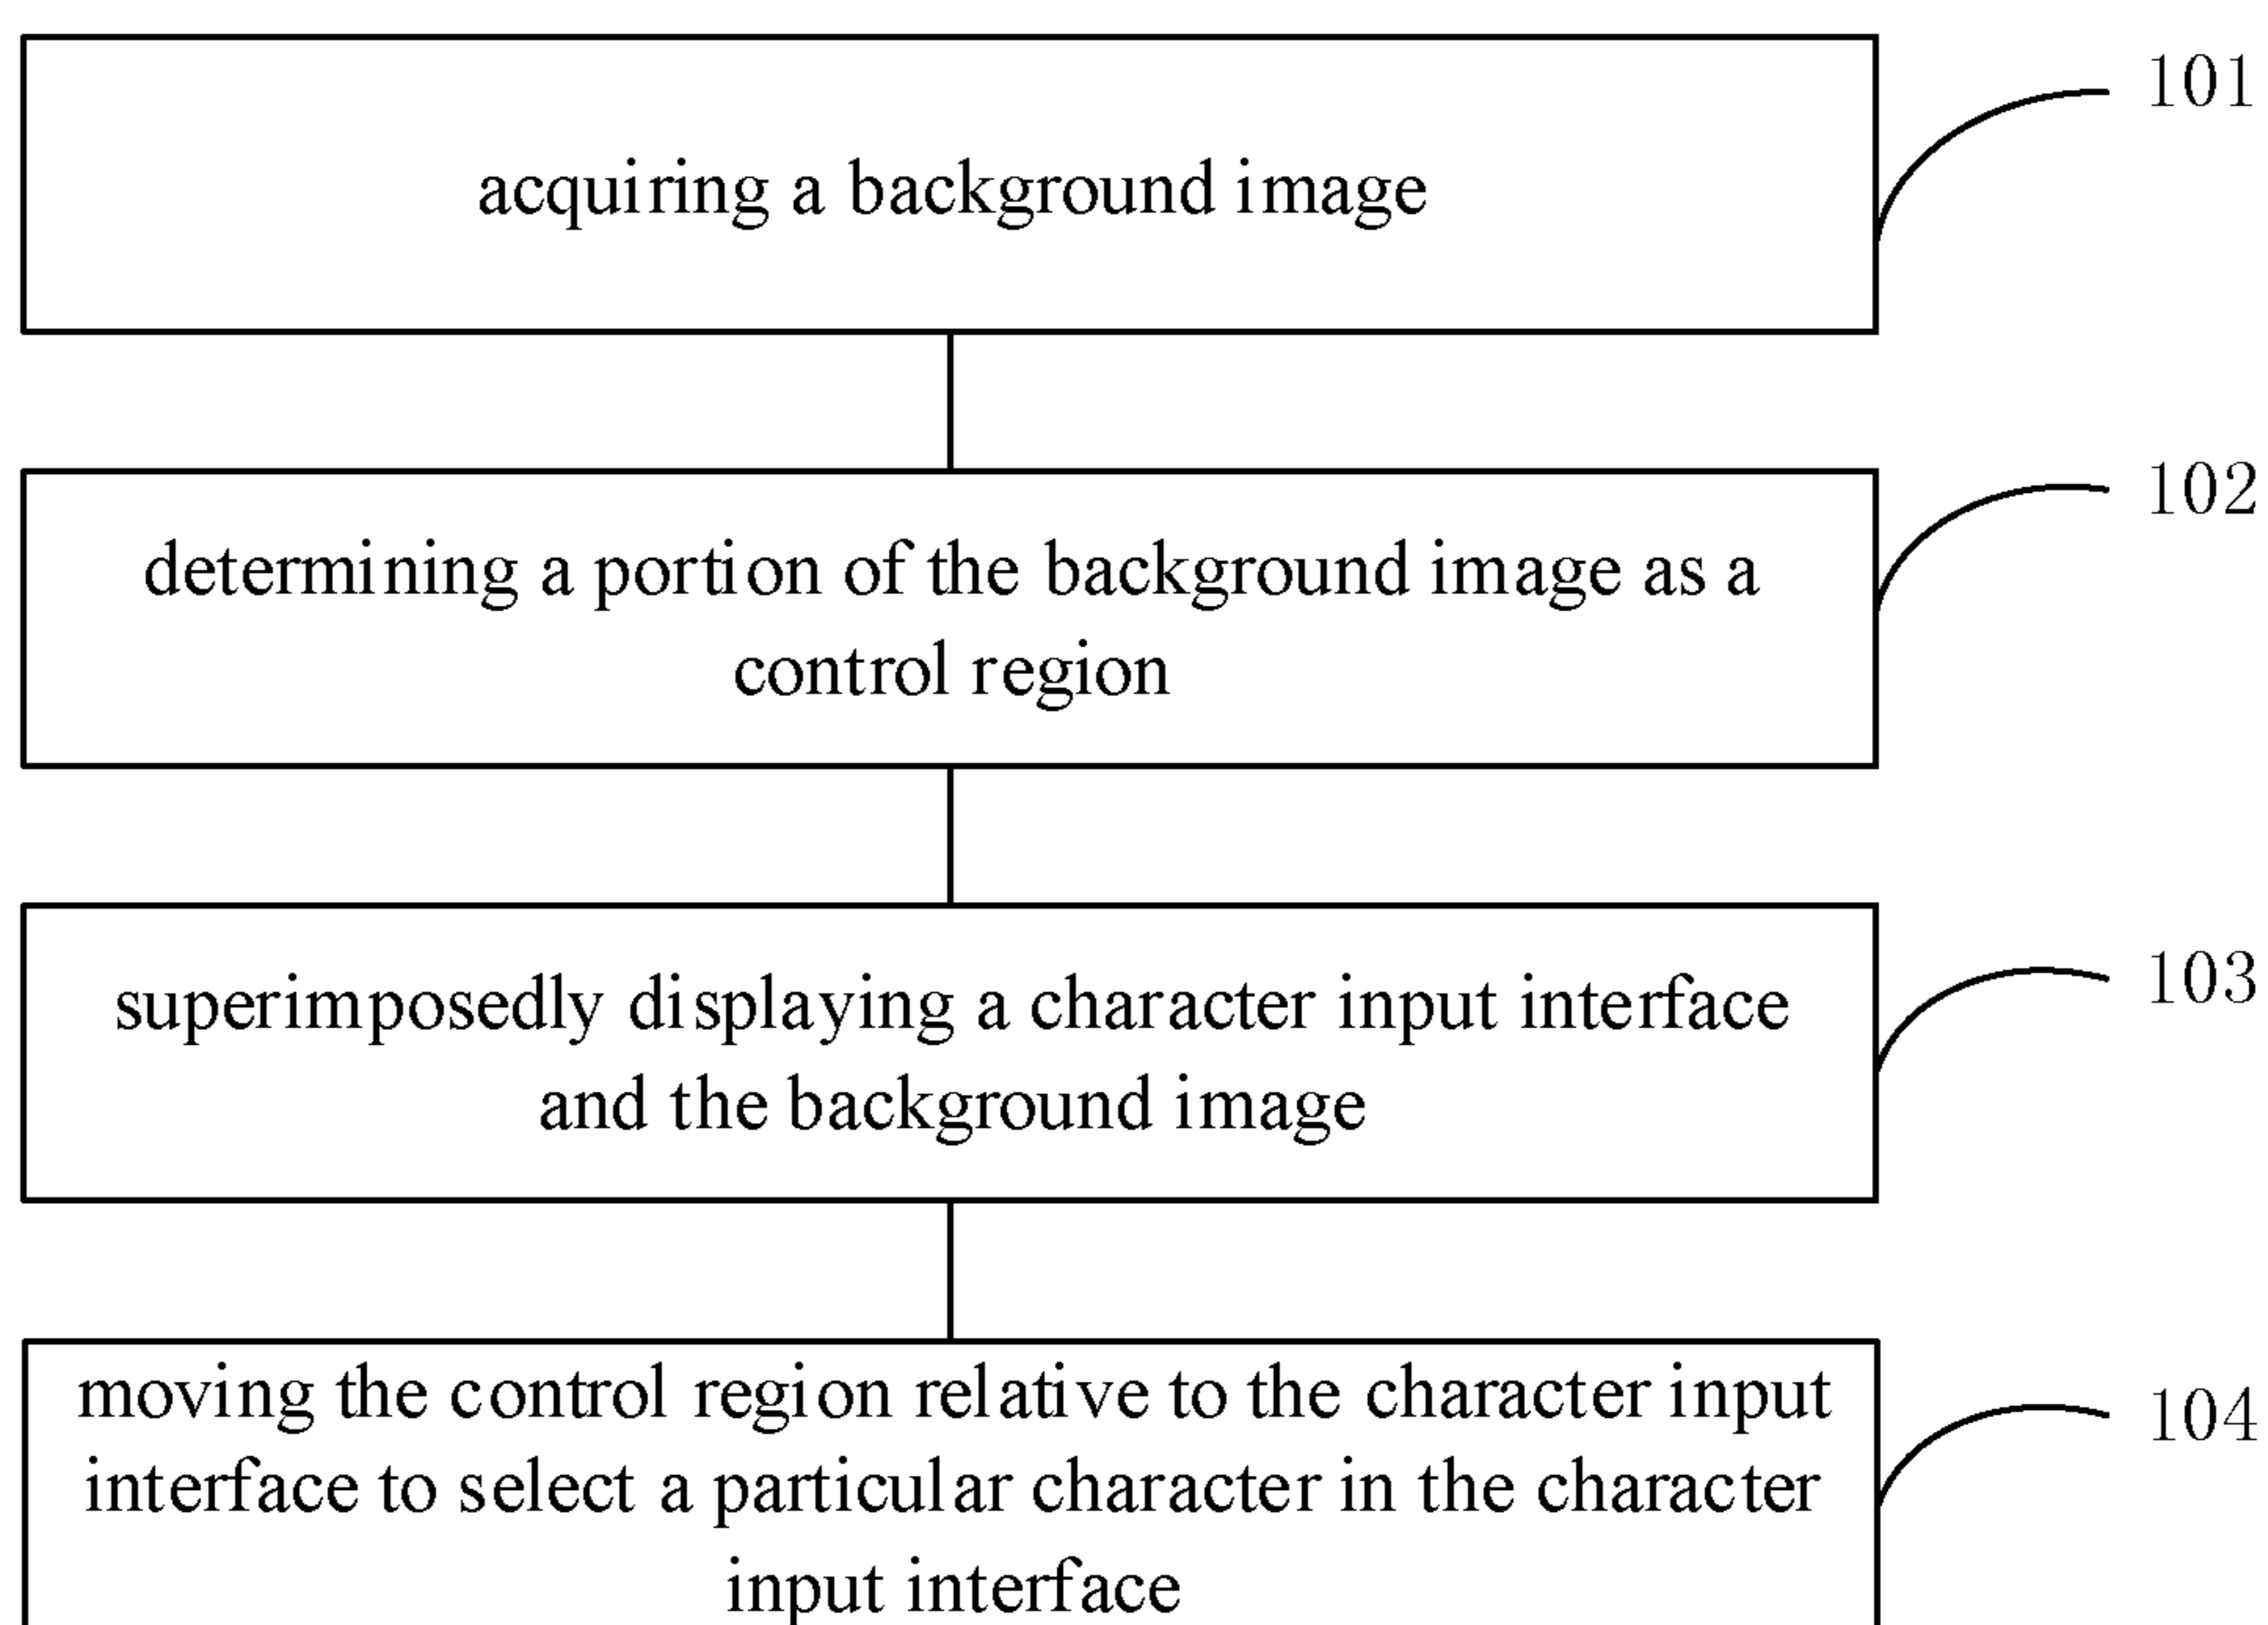 101
acquiring a background image
102
determining a portion of the background image as a
control region
103
superimposedly displaying a character input interface
and the background image
104
moving the control region relative to the character input
interface to select a particular character in the character
input interface